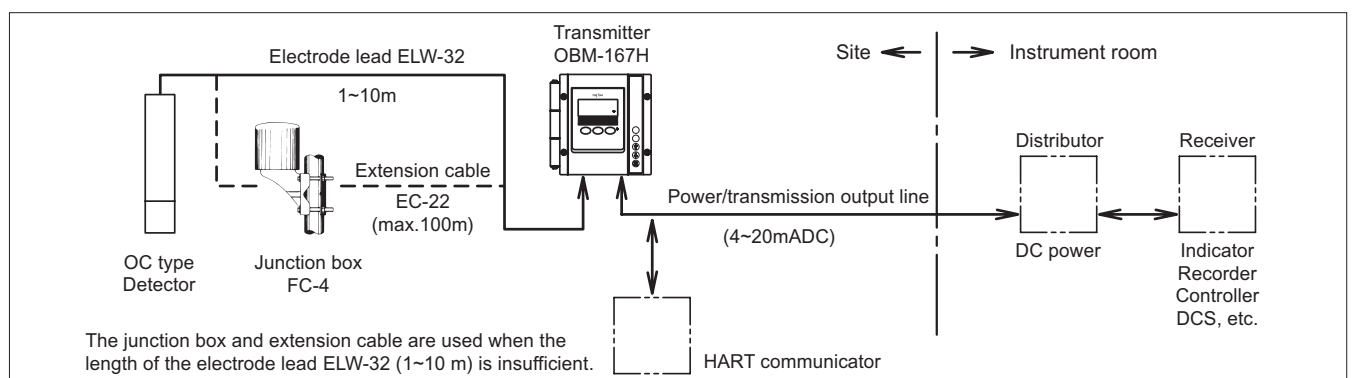 Transmitter
OBM-167H
Electrode lead ELW-32
1~10m
Site
Instrument room
Distributor
Receiver
Extension cable
EC-22
(max.100m)
Power/transmission output line
(4~20mADC)
OC type
Detector
Junction box
FC-4
DC power
Indicator
Recorder
Controller
DCS, etc.
The junction box and extension cable are used when the
length of the electrode lead ELW-32 (1~10 m) is insufficient.
HART communicator